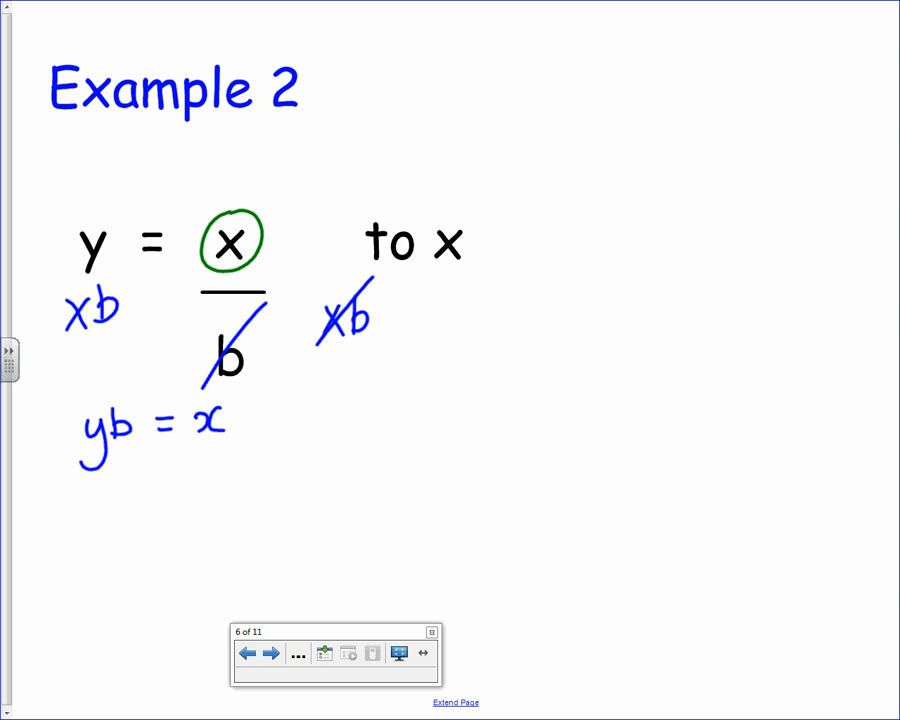 Example 2
y = x to x
xb xb
b
yb = x
6 of 11
...
Extend Page